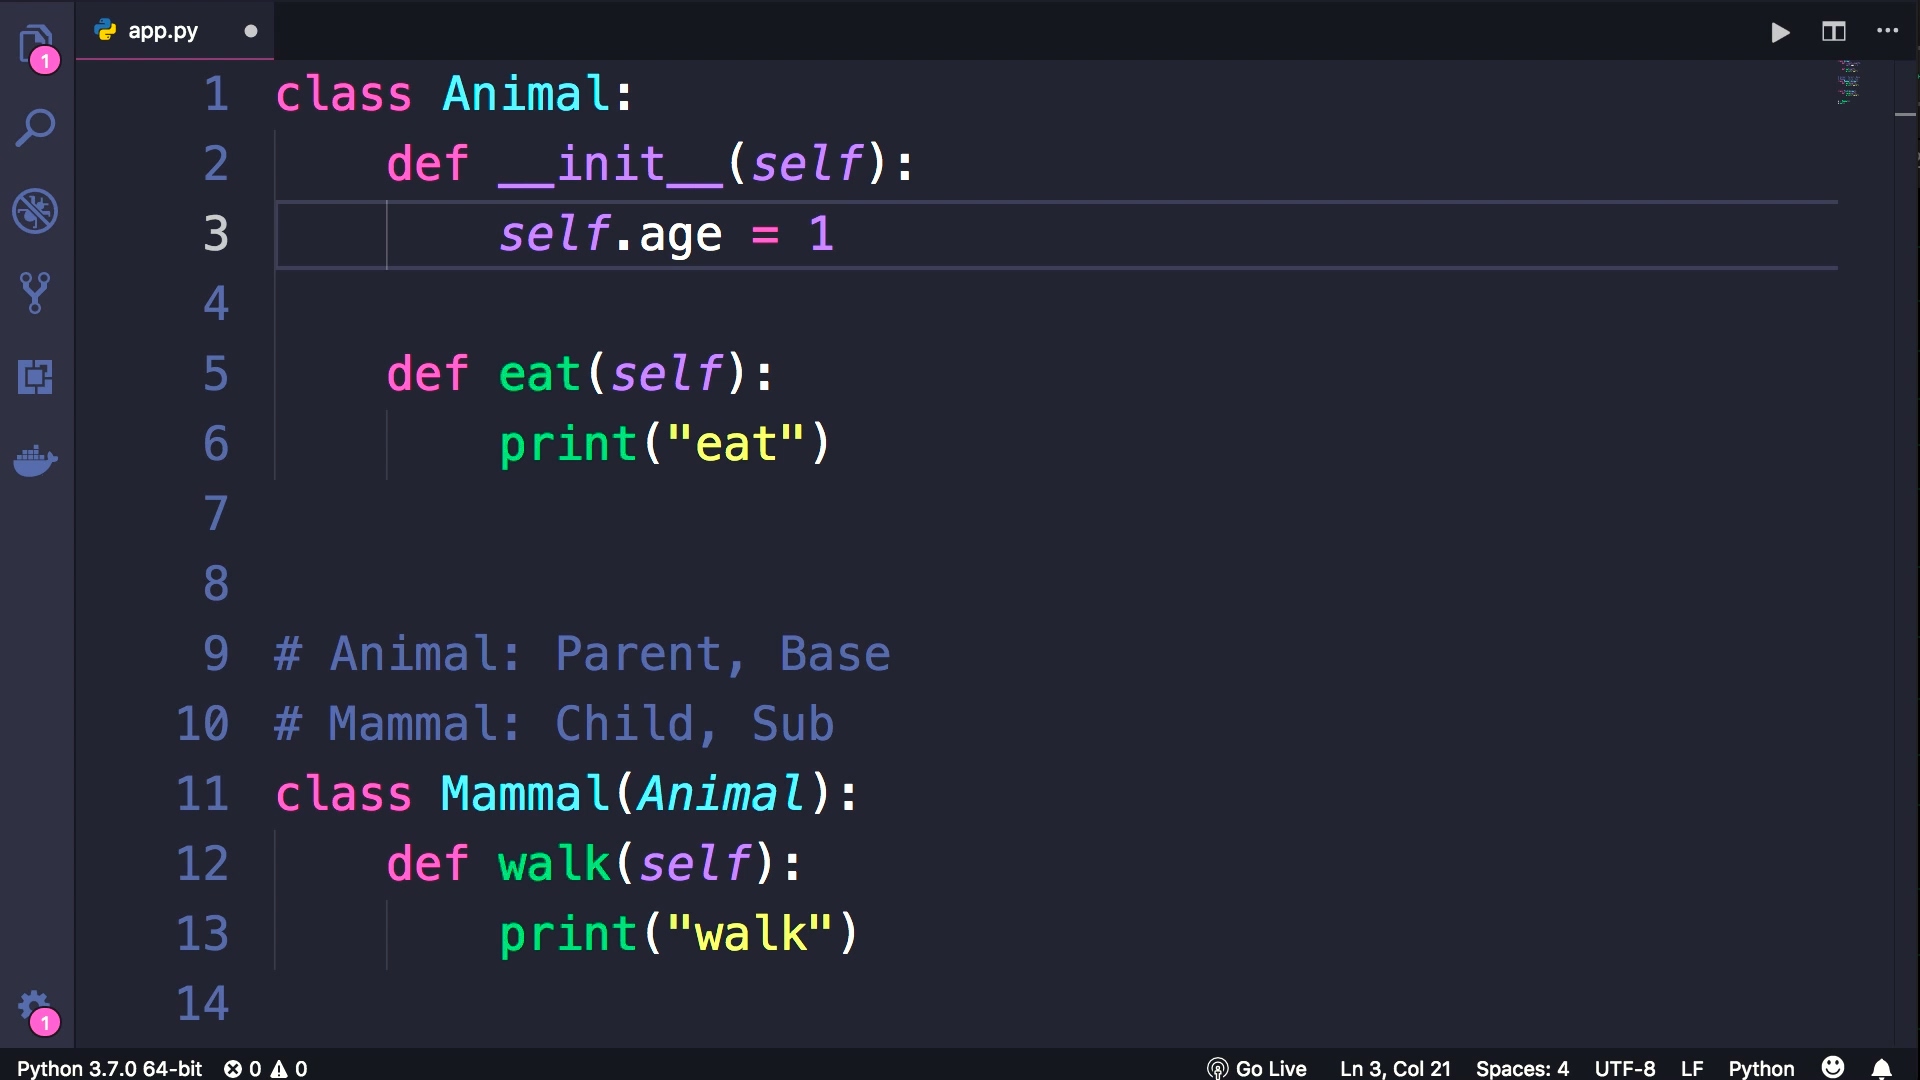 app.py
1 class Animal:
2     def __init__(self):
3         self.age = 1
4
5     def eat(self):
6         print("eat")
7
8
9 # Animal: Parent, Base
10 # Mammal: Child, Sub
11 class Mammal(Animal):
12     def walk(self):
13         print("walk")
14
1
1
Python 3.7.0 64-bit 0 0 Go Live Ln 3, Col 21 Spaces: 4 UTF-8 LF Python